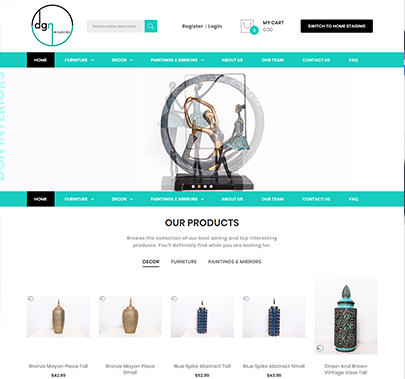 dgn
INTERIORS
Search entire store here...
Register | Login
MY CART
0
0.00
SWITCH TO HOME STAGING
HOME FURNITURE DECOR PAINTINGS & MIRRORS ABOUT US OUR TEAM CONTACT US FAQ
DGN INTERIORS
HOME FURNITURE DECOR PAINTINGS & MIRRORS ABOUT US OUR TEAM CONTACT US FAQ
OUR PRODUCTS
Browse the collection of our best selling and top interesting
products. You'll definitely find what you are looking for.
DECOR FURNITURE PAINTINGS & MIRRORS
Bronze Mayan Piece Tall
$42.99
Bronze Mayan Piece
Small
Blue Spike Abstract Tall
$52.99
Blue Spike Abstract Small
$43.99
Green And Brown
Vintage Vase Tall